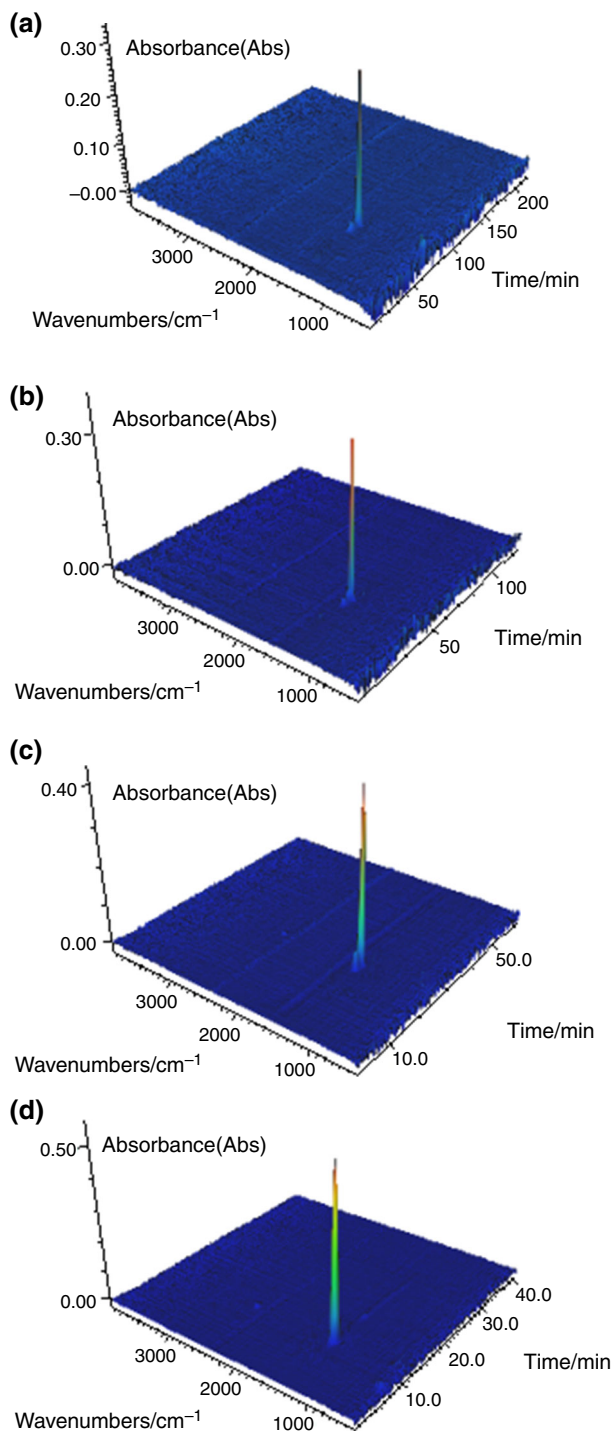 (a)
Absorbance(Abs)
0.30
0.20
0.10
–0.00
3000
2000
1000
Wavenumbers/cm⁻¹
50
100
150
200
Time/min
(b)
Absorbance(Abs)
0.30
0.00
3000
2000
1000
Wavenumbers/cm⁻¹
50
100
Time/min
(c)
Absorbance(Abs)
0.40
0.00
3000
2000
1000
Wavenumbers/cm⁻¹
10.0
50.0
Time/min
(d)
Absorbance(Abs)
0.50
0.00
3000
2000
1000
Wavenumbers/cm⁻¹
10.0
20.0
30.0
40.0
Time/min